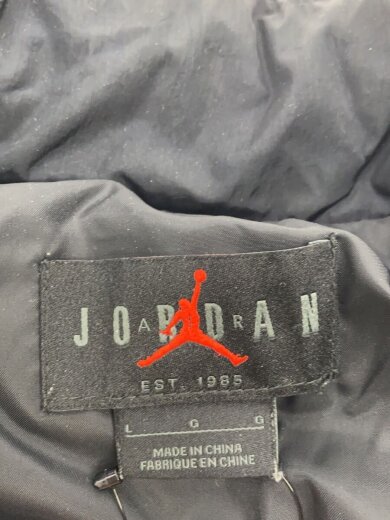 JORDAN
AIR
EST. 1985
L G G
MADE IN CHINA
FABRIQUE EN CHINE